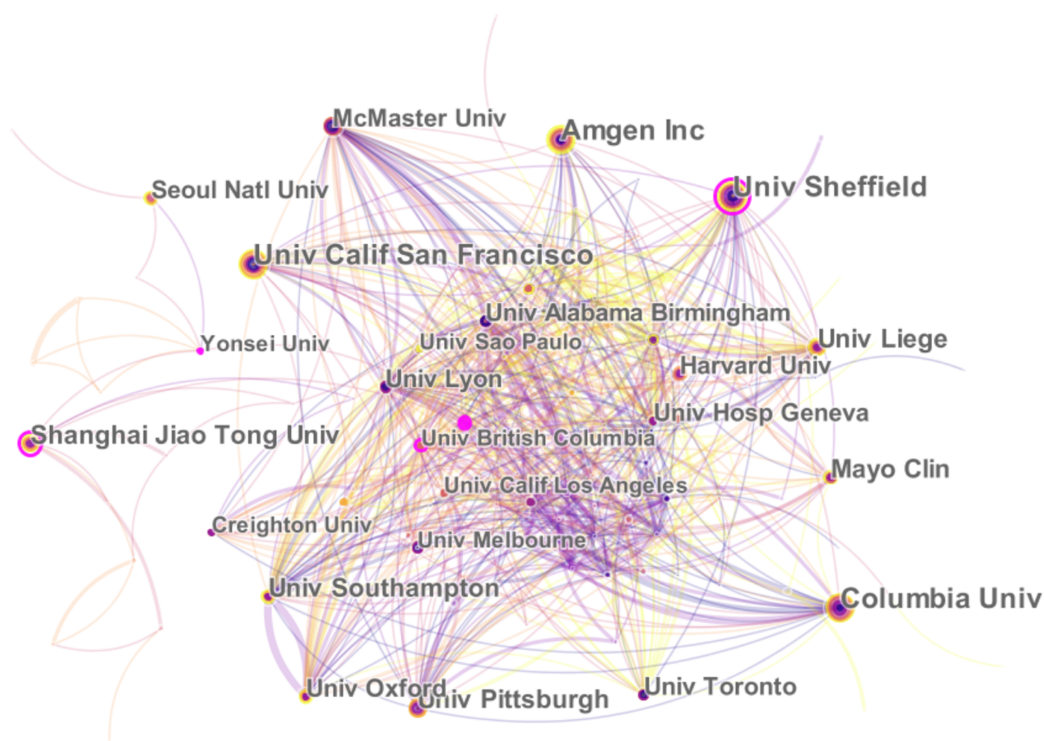 McMaster Univ
Amgen Inc
Seoul Natl Univ
Univ Sheffield
Univ Calif San Francisco
Univ Alabama Birmingham
Yonsei Univ
Univ Sao Paulo
Univ Liege
Harvard Univ
Univ Lyon
Univ Hosp Geneva
Shanghai Jiao Tong Univ
Univ British Columbia
Mayo Clin
Univ Calif Los Angeles
Creighton Univ
Univ Melbourne
Univ Southampton
Columbia Univ
Univ Oxford
Univ Pittsburgh
Univ Toronto